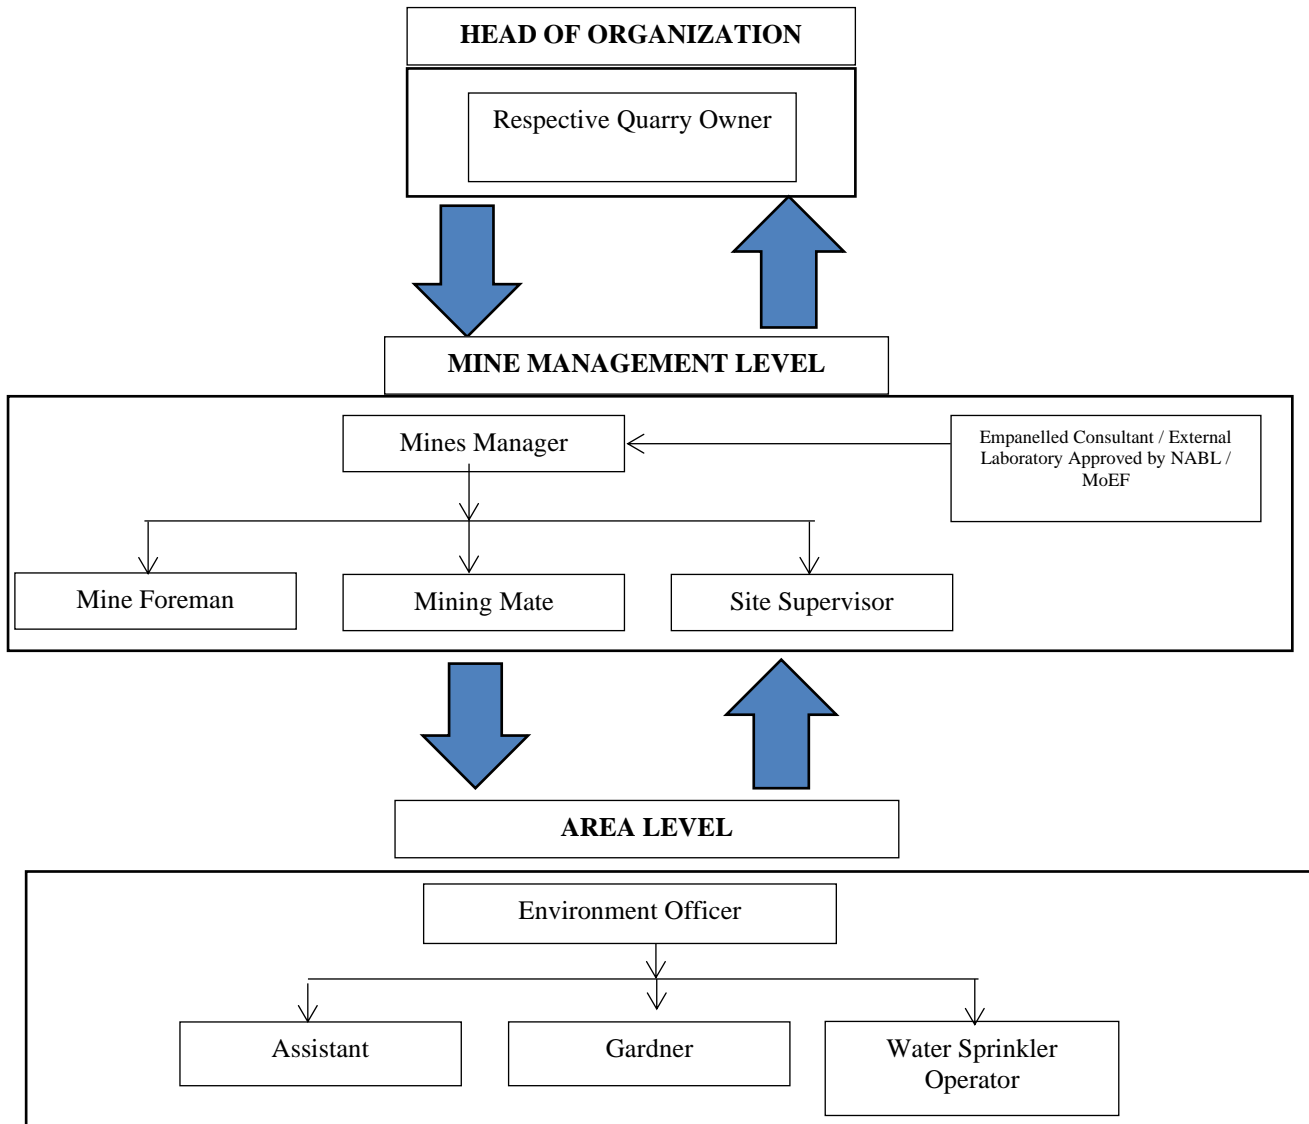 HEAD OF ORGANIZATION
Respective Quarry Owner
MINE MANAGEMENT LEVEL
Mines Manager
Empanelled Consultant / External
Laboratory Approved by NABL /
MoEF
Mine Foreman
Mining Mate
Site Supervisor
AREA LEVEL
Environment Officer
Assistant
Gardner
Water Sprinkler
Operator